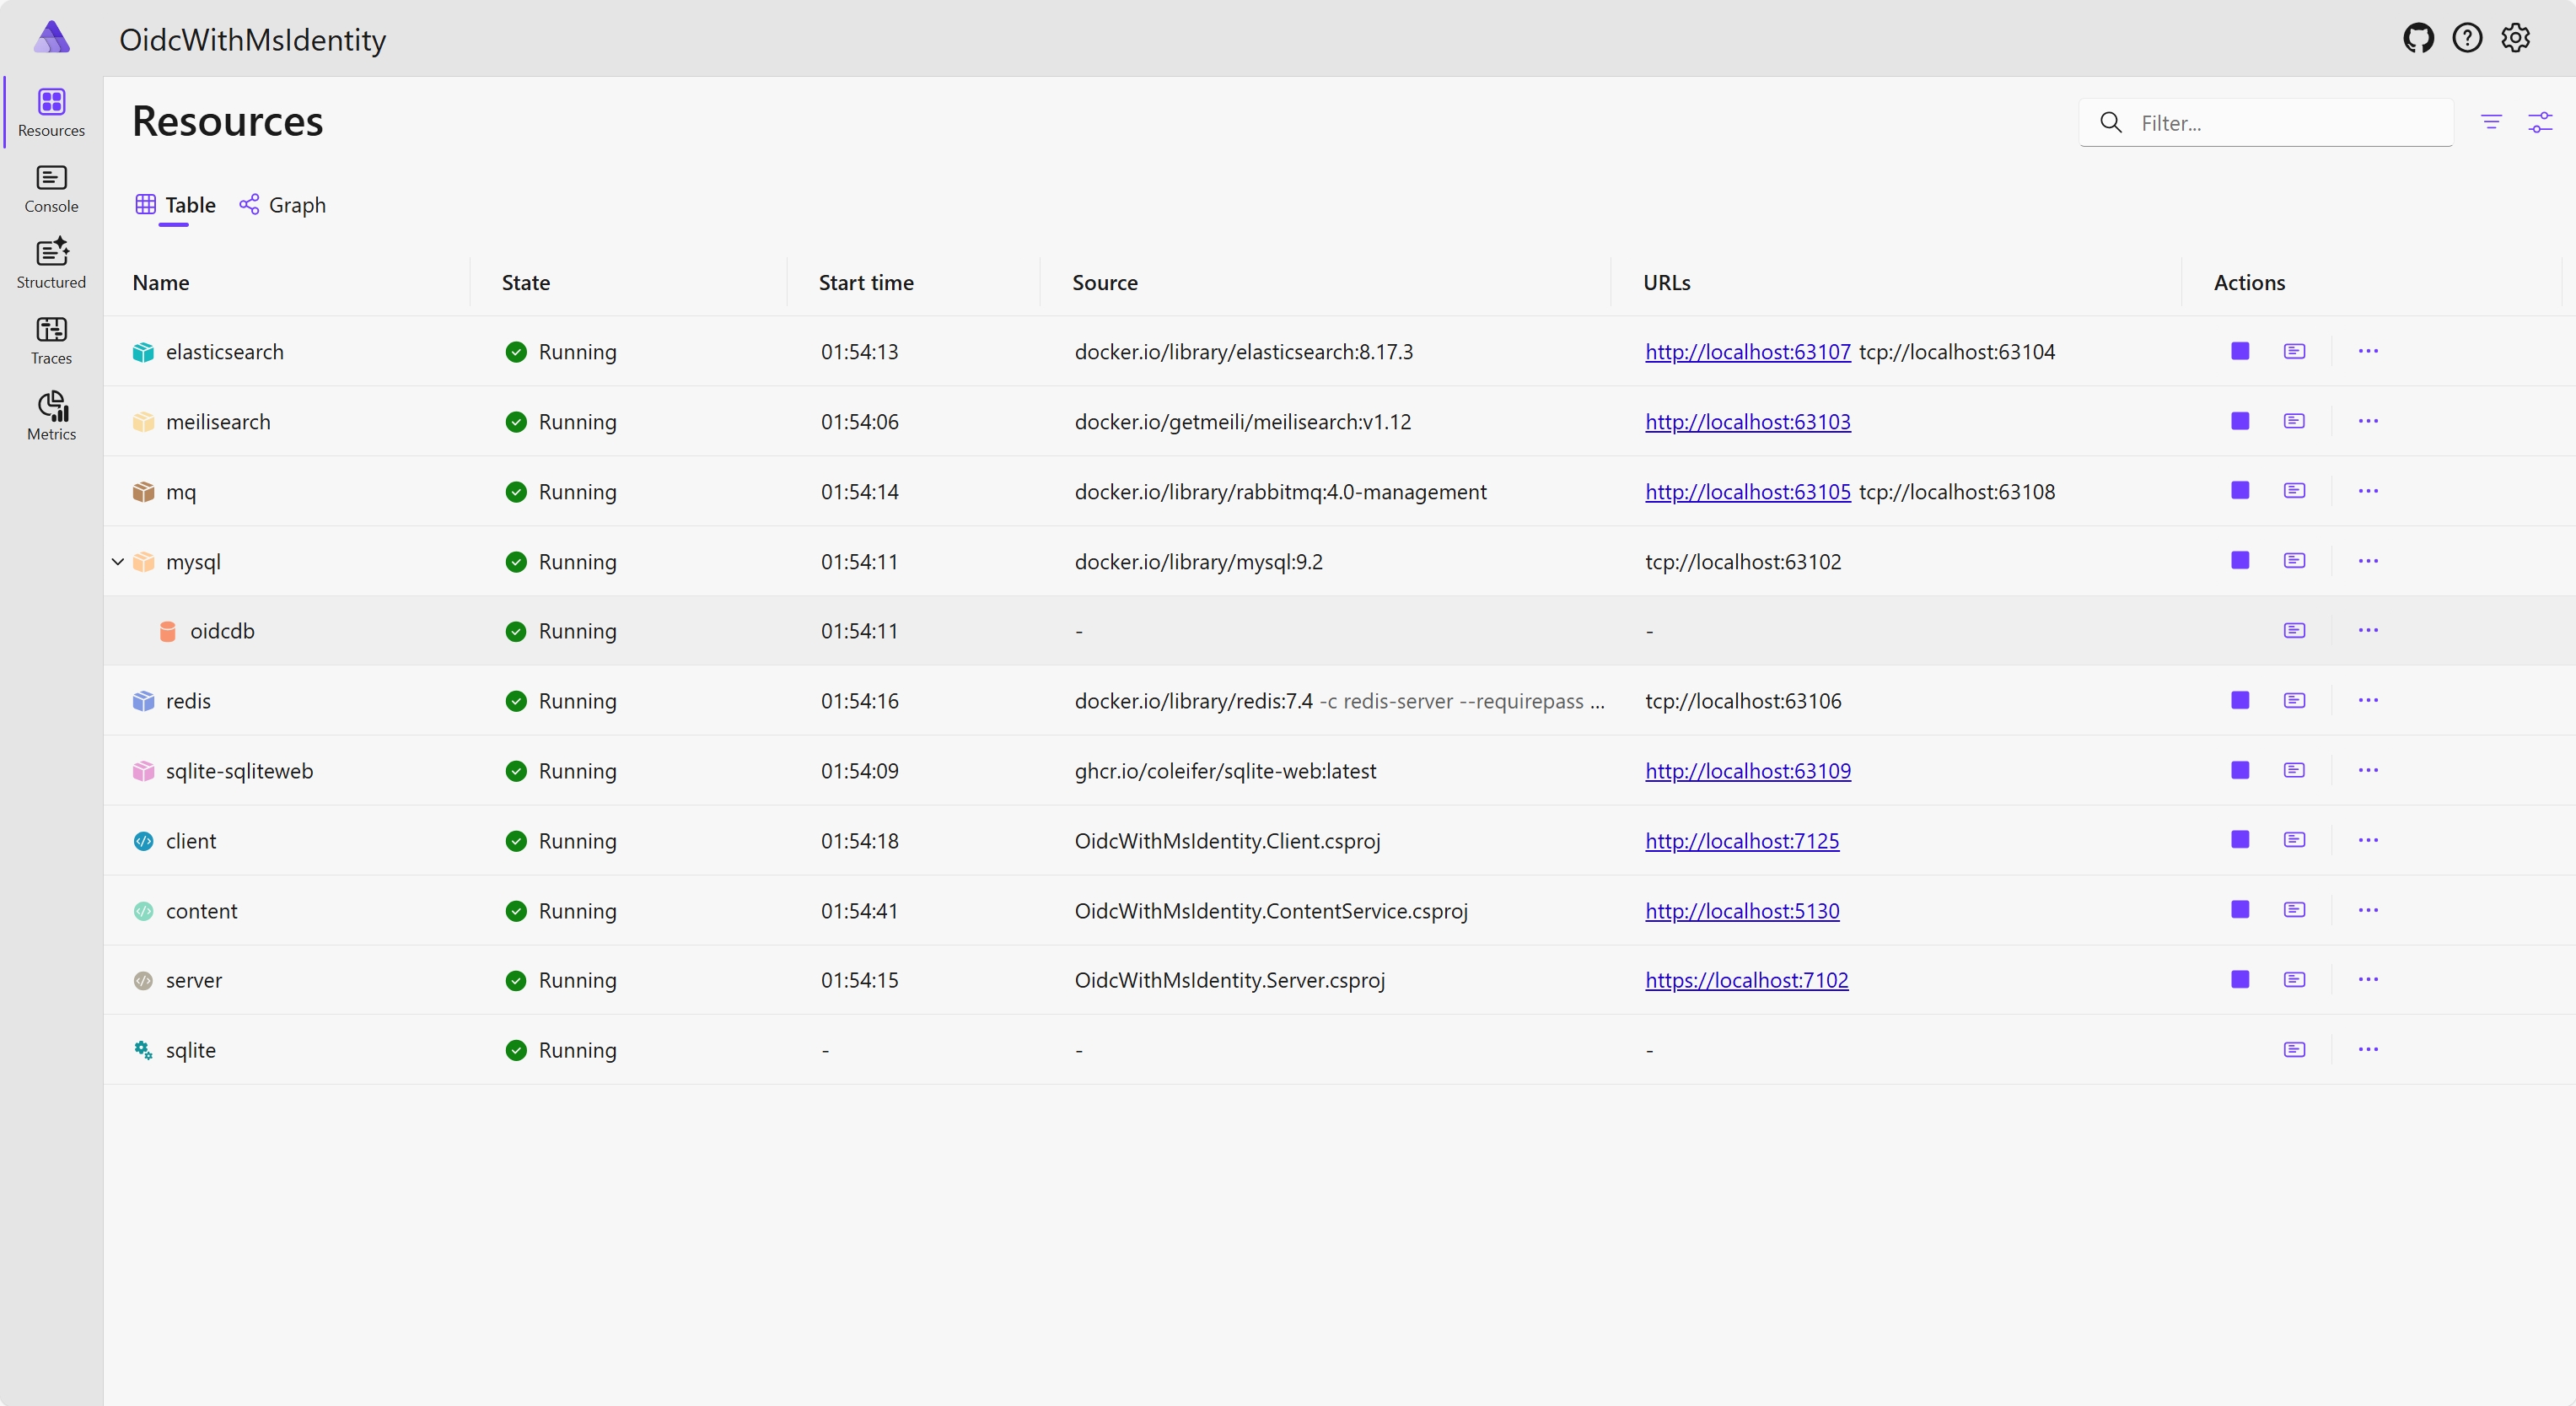 OidcWithMsIdentity
Resources
Console
Structured
Traces
Metrics
Resources
Filter...
Table Graph
Name State Start time Source URLs Actions
elasticsearch Running 01:54:13 docker.io/library/elasticsearch:8.17.3 http://localhost:63107 tcp://localhost:63104
meilisearch Running 01:54:06 docker.io/getmeili/meilisearch:v1.12 http://localhost:63103
mq Running 01:54:14 docker.io/library/rabbitmq:4.0-management http://localhost:63105 tcp://localhost:63108
mysql Running 01:54:11 docker.io/library/mysql:9.2 tcp://localhost:63102
oidcdb Running 01:54:11 - -
redis Running 01:54:16 docker.io/library/redis:7.4 -c redis-server --requirepass ... tcp://localhost:63106
sqlite-sqliteweb Running 01:54:09 ghcr.io/coleifer/sqlite-web:latest http://localhost:63109
client Running 01:54:18 OidcWithMsIdentity.Client.csproj http://localhost:7125
content Running 01:54:41 OidcWithMsIdentity.ContentService.csproj http://localhost:5130
server Running 01:54:15 OidcWithMsIdentity.Server.csproj https://localhost:7102
sqlite Running - - -